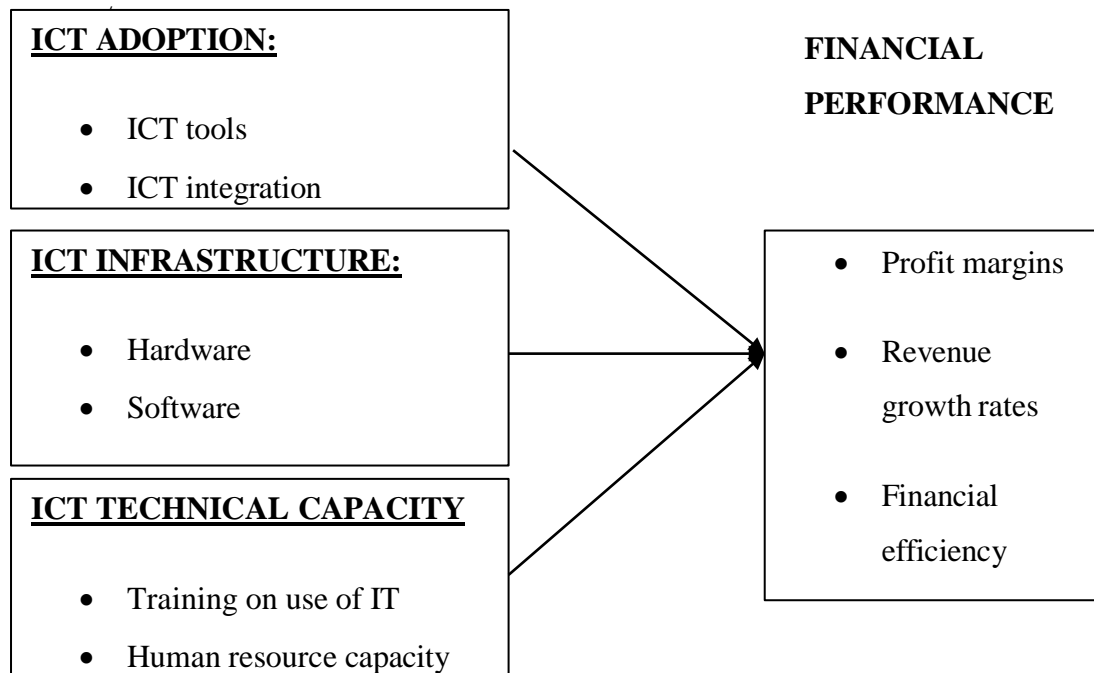 ICT ADOPTION:
• ICT tools
• ICT integration
ICT INFRASTRUCTURE:
• Hardware
• Software
ICT TECHNICAL CAPACITY
• Training on use of IT
• Human resource capacity
FINANCIAL
PERFORMANCE
• Profit margins
• Revenue
growth rates
• Financial
efficiency